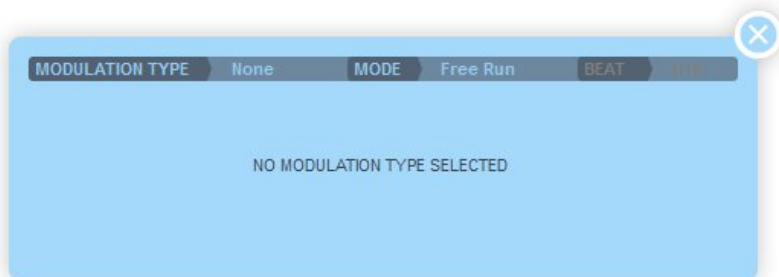 MODULATION TYPE None MODE Free Run BEAT
NO MODULATION TYPE SELECTED